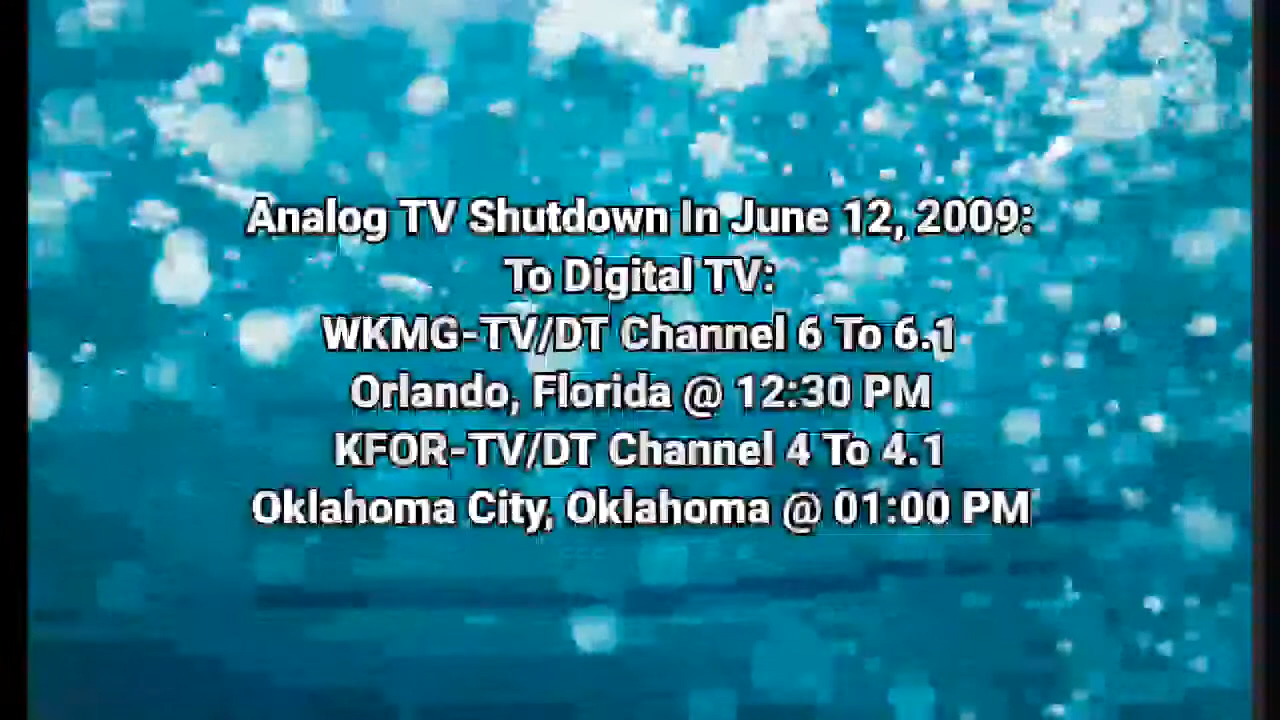 Analog TV Shutdown In June 12, 2009:
To Digital TV:
WKMG-TV/DT Channel 6 To 6.1
Orlando, Florida @ 12:30 PM
KFOR-TV/DT Channel 4 To 4.1
Oklahoma City, Oklahoma @ 01:00 PM